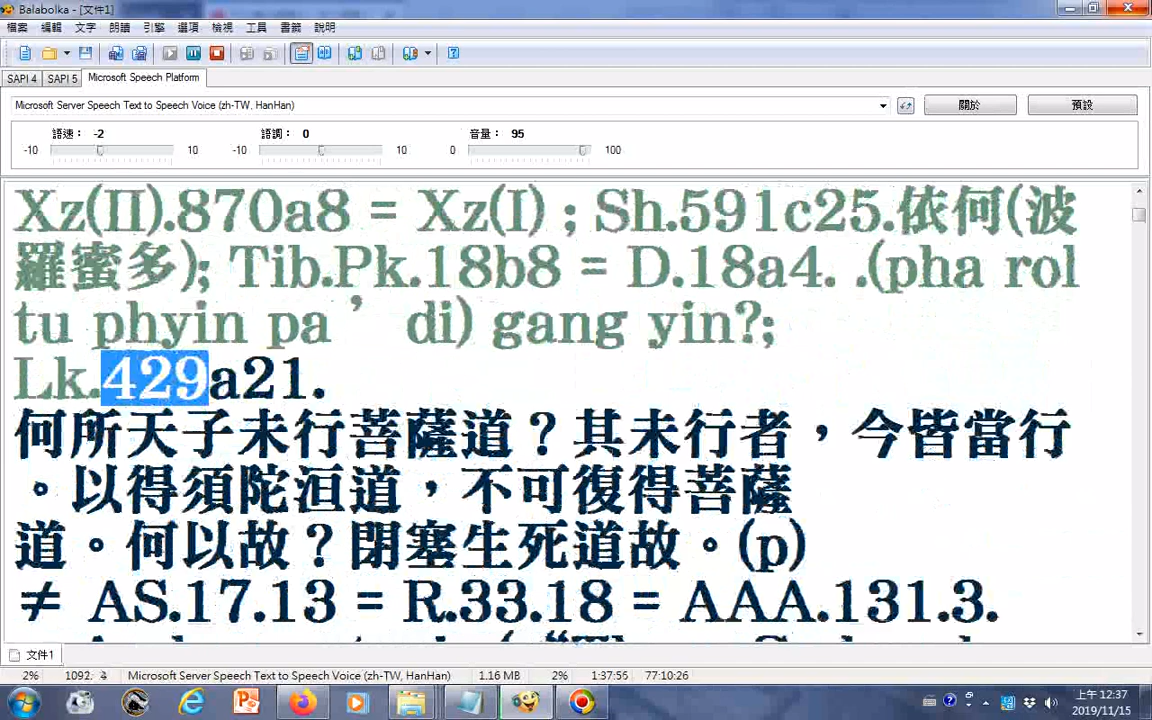 Balabolka - [文件1]
檔案 編輯 文字 朗讀 引擎 選項 檢視 工具 書籤 說明
SAPI 4 SAPI 5 Microsoft Speech Platform
Microsoft Server Speech Text to Speech Voice (zh-TW, HanHan) 關於 預設
語速： -2 語調： 0 音量： 95
-10 10 -10 10 0 100
Xz(II).870a8 = Xz(I) ; Sh.591c25.依何(波
羅蜜多); Tib.Pk.18b8 = D.18a4. .(pha rol
tu phyin pa’ di) gang yin?;
Lk.429a21.
何所天子未行菩薩道？其未行者，今皆當行
。以得須陀洹道，不可復得菩薩
道。何以故？閉塞生死道故。(p)
≠ AS.17.13 = R.33.18 = AAA.131.3.
文件1
2% 1092: 4 Microsoft Server Speech Text to Speech Voice (zh-TW, HanHan) 1.16 MB 2% 1:37:55 77:10:26
上午 12:37
2019/11/15